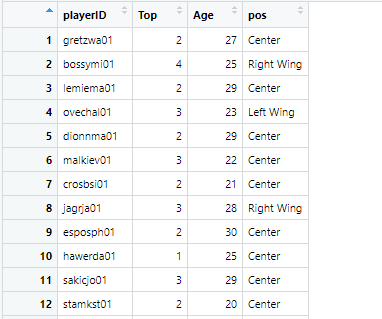 playerID Top Age pos
1 gretzwa01 2 27 Center
2 bossymi01 4 25 Right Wing
3 lemiema01 2 29 Center
4 ovechal01 3 23 Left Wing
5 dionnma01 2 29 Center
6 malkiev01 3 22 Center
7 crosbsi01 2 21 Center
8 jagrja01 3 28 Right Wing
9 esposph01 2 30 Center
10 hawerda01 1 25 Center
11 sakicjo01 3 29 Center
12 stamkst01 2 20 Center